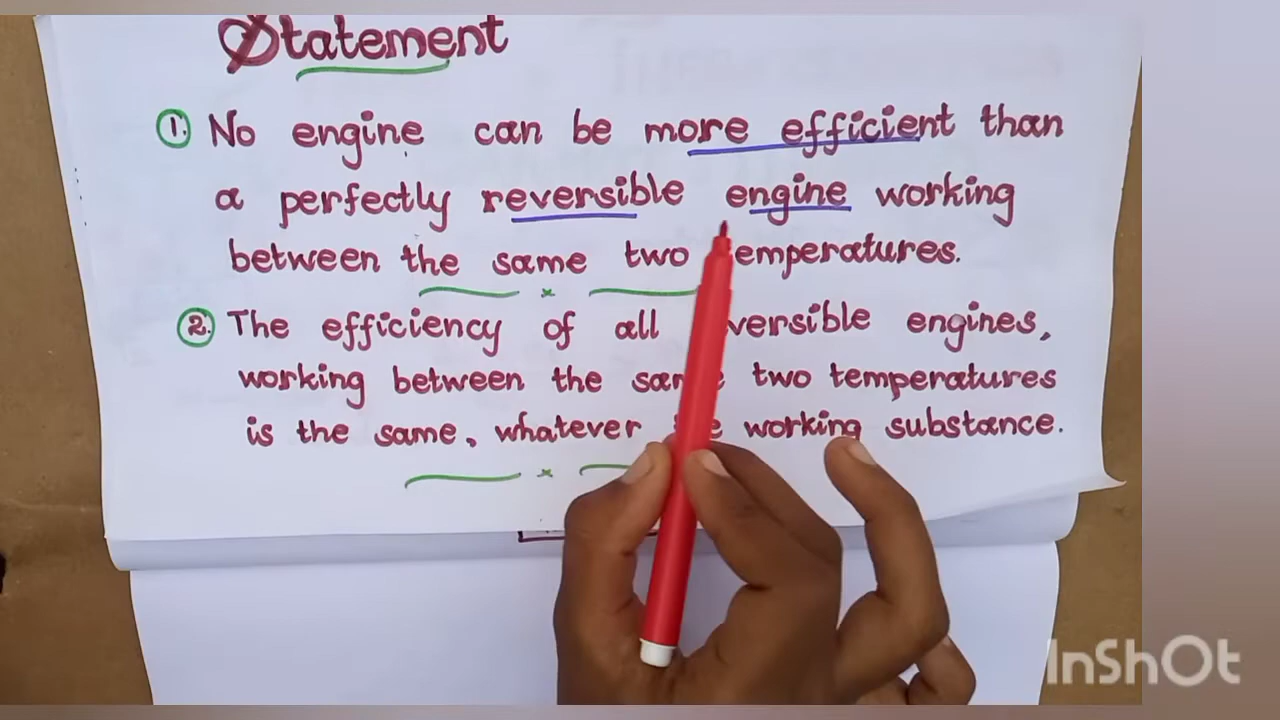 Statement
1. No engine can be more efficient than
a perfectly reversible engine working
between the same two temperatures.
2. The efficiency of all versible engines,
working between the same two temperatures
is the same, whatever working substance.
InShOt